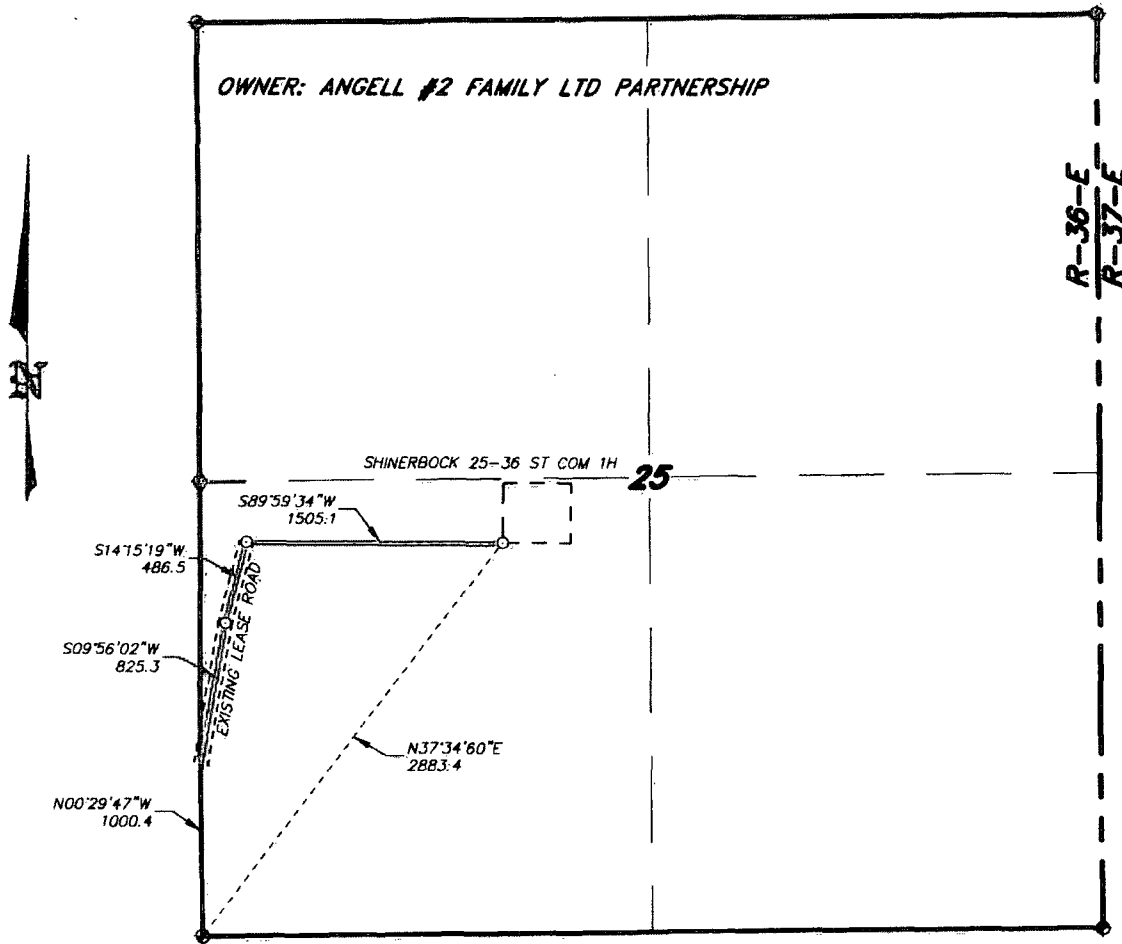 OWNER: ANGELL #2 FAMILY LTD PARTNERSHIP
R-36-E
R-37-E
N
SHINERBOCK 25-36 ST COM 1H
25
S89°59'34"W
1505.1
S14°15'19"W
486.5
S09°56'02"W
825.3
EXISTING LEASE ROAD
N37°34'60"E
2883.4
N00°29'47"W
1000.4